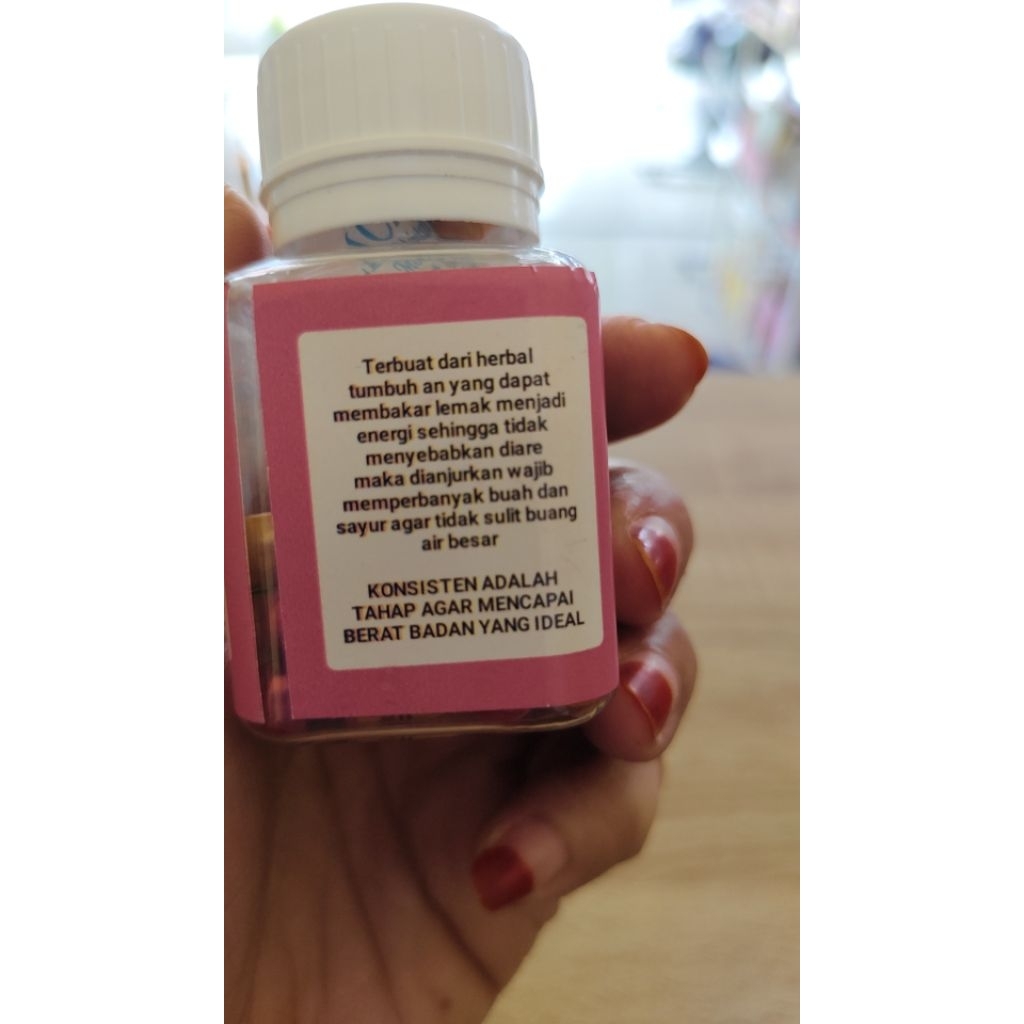 Terbuat dari herbal
tumbuh an yang dapat
membakar lemak menjadi
energi sehingga tidak
menyebabkan diare
maka dianjurkan wajib
memperbanyak buah dan
sayur agar tidak sulit buang
air besar
KONSISTEN ADALAH
TAHAP AGAR MENCAPAI
BERAT BADAN YANG IDEAL